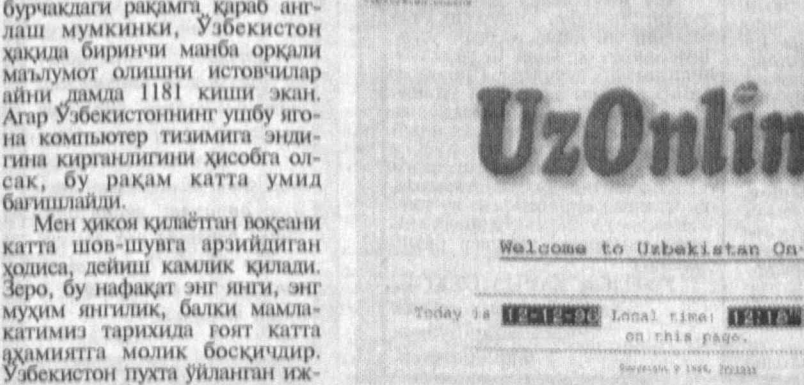 бурчакдаги рақамга қараб анг-
лаш мумкинки, Ўзбекистон
ҳақида биринчи манба орқали
маълумот олишни истовчилар
айни дамда 1181 киши экан.
Агар Ўзбекистоннинг ушбу яго-
на компьютер тизимига энди-
гина кирганлигини ҳисобга ол-
сак, бу рақам катта умид
бағишлайди.
Мен ҳикоя қилаётган воқеани
катта шов-шувга арзийдиган
ҳодиса, дейиш камлик қилади.
Зеро, бу нафақат энг янги, энг
муҳим янгилик, балки мамла-
катимиз тарихида ғоят катта
аҳамиятга молик босқичдир.
Ўзбекистон пухта ўйланган иж-
UzOnlin
Welcome to Uzbekistan On
Today is 12-12-96 Local time: 12:18
on this page.